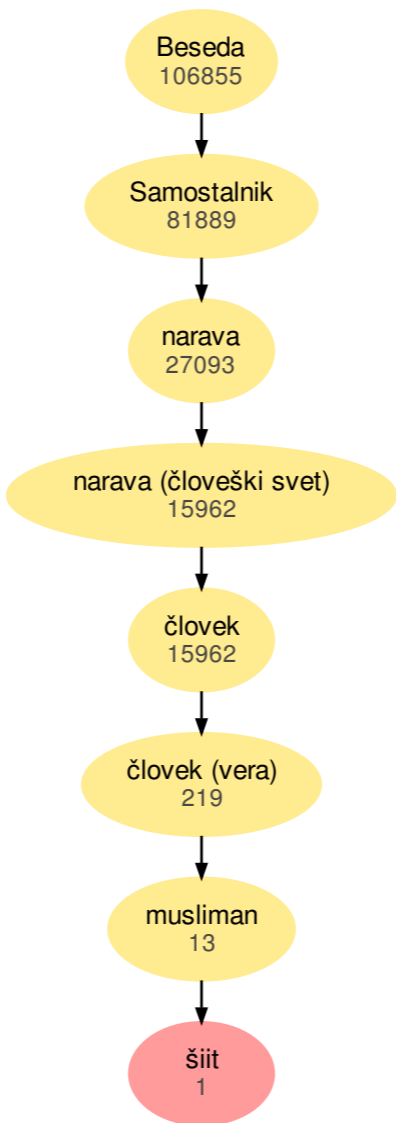 Beseda
106855
Samostalnik
81889
narava
27093
narava (človeški svet)
15962
človek
15962
človek (vera)
219
musliman
13
šiit
1